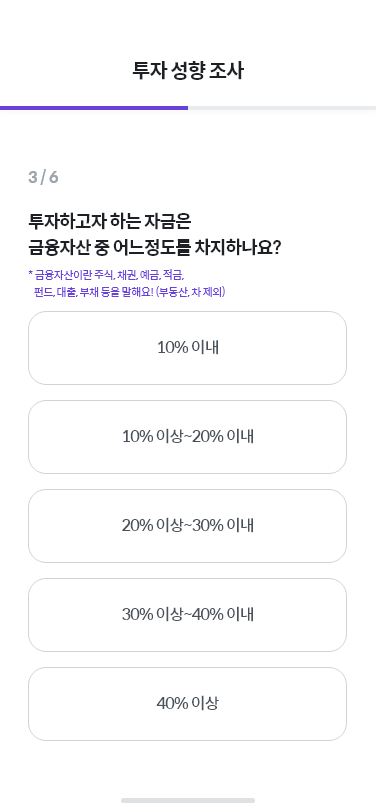 투자 성향 조사
3 / 6
투자하고자 하는 자금은
금융자산 중 어느정도를 차지하나요?
* 금융자산이란 주식, 채권, 예금, 적금,
펀드, 대출, 부채 등을 말해요! (부동산, 차 제외)
10% 이내
10% 이상~20% 이내
20% 이상~30% 이내
30% 이상~40% 이내
40% 이상